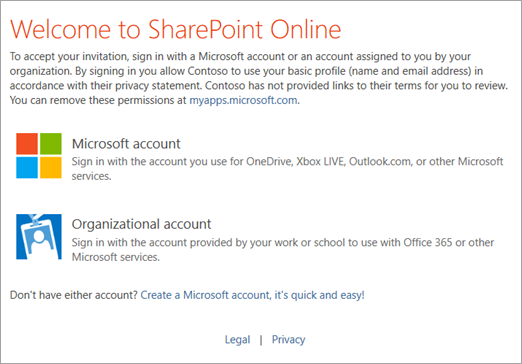 Welcome to SharePoint Online
To accept your invitation, sign in with a Microsoft account or an account assigned to you by your
organization. By signing in you allow Contoso to use your basic profile (name and email address) in
accordance with their privacy statement. Contoso has not provided links to their terms for you to review.
You can remove these permissions at myapps.microsoft.com.
Microsoft account
Sign in with the account you use for OneDrive, Xbox LIVE, Outlook.com, or other Microsoft
services.
Organizational account
Sign in with the account provided by your work or school to use with Office 365 or other
Microsoft services.
Don't have either account? Create a Microsoft account, it's quick and easy!
Legal | Privacy